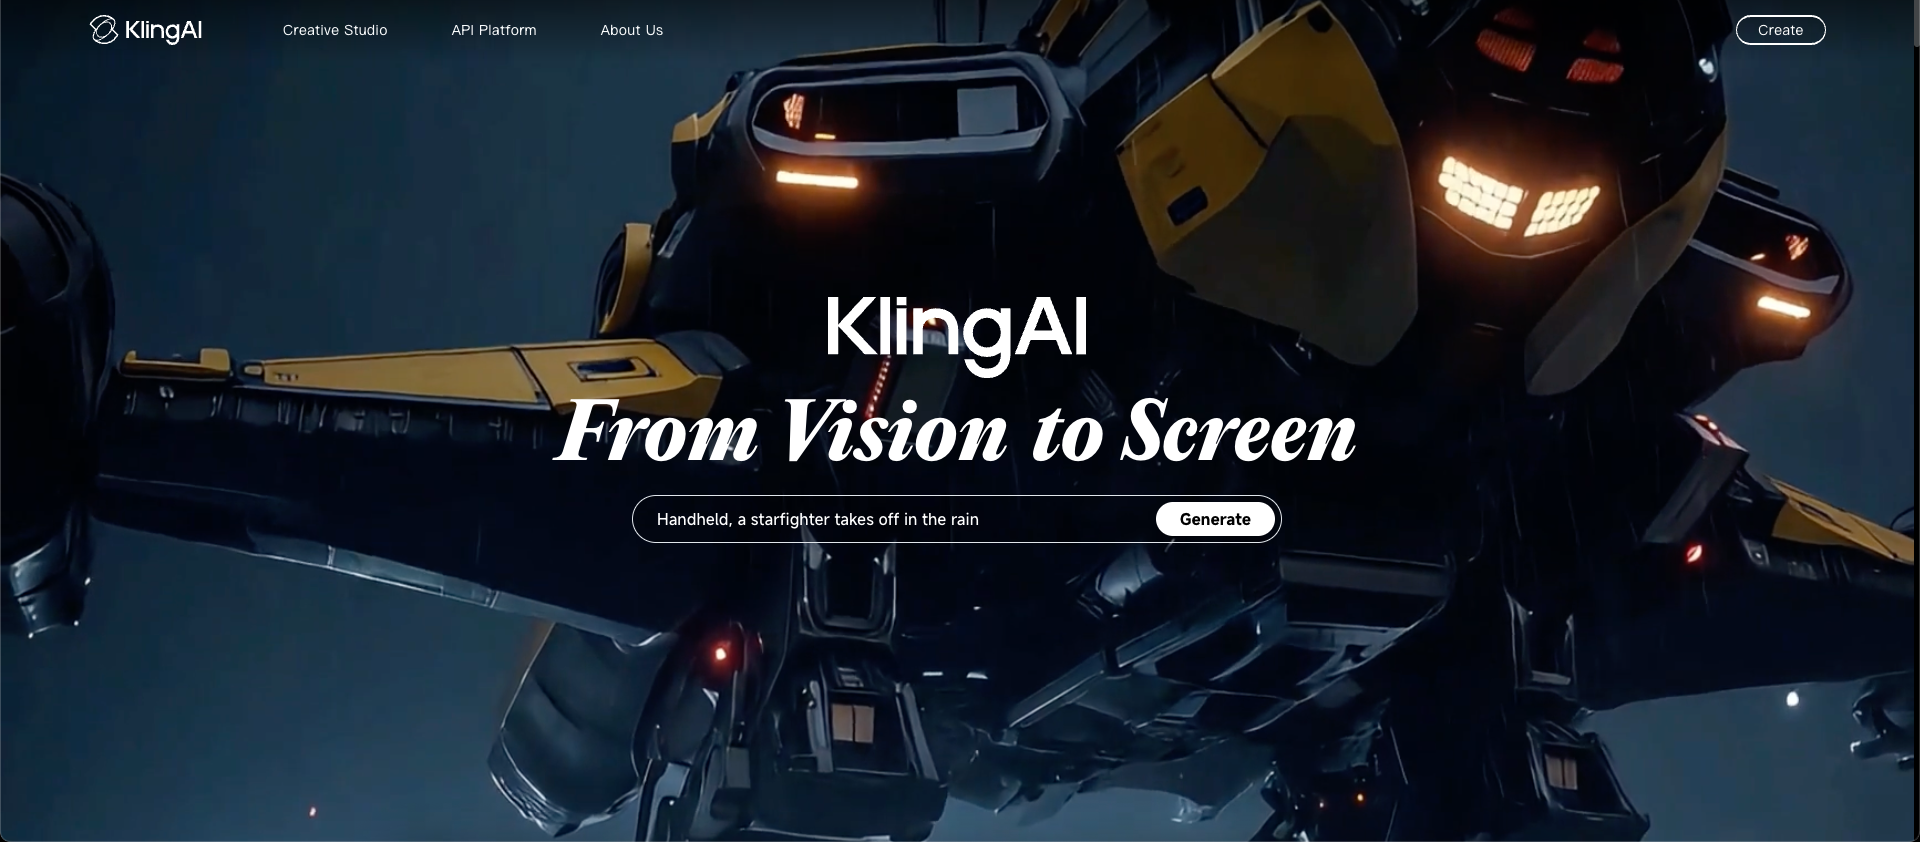 KlingAI
Creative Studio
API Platform
About Us
Create
KlingAI
From Vision to Screen
Handheld, a starfighter takes off in the rain
Generate